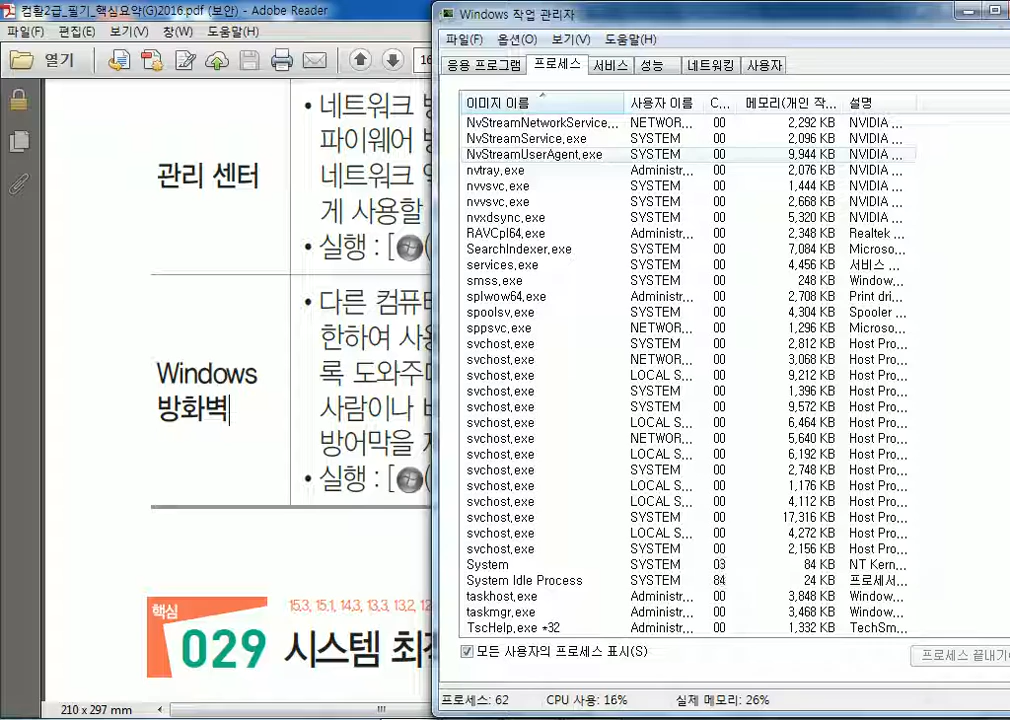 컴활2급_필기_핵심요약(G)2016.pdf (보안) - Adobe Reader
파일(F) 편집(E) 보기(V) 창(W) 도움말(H)
열기
관리 센터
• 네트워크
파이웨어
네트워크
게 사용할
• 실행 : [
Windows
방화벽
• 다른 컴퓨터
한하여 사용
록 도와주며
사람이나
방어막을
• 실행 : [
핵심
029 시스템 최적
15.3, 15.1, 14.3, 13.3, 13.2,
210 x 297 mm
Windows 작업 관리자
파일(F) 옵션(O) 보기(V) 도움말(H)
응용 프로그램 프로세스 서비스 성능 네트워킹 사용자
이미지 이름 사용자 이름 C... 메모리(개인 작... 설명
NvStreamNetworkService... NETWOR... 00 2,292 KB NVIDIA ...
NvStreamService.exe SYSTEM 00 2,096 KB NVIDIA ...
NvStreamUserAgent.exe SYSTEM 00 9,944 KB NVIDIA ...
nvtray.exe Administr... 00 2,076 KB NVIDIA ...
nvvsvc.exe SYSTEM 00 1,444 KB NVIDIA ...
nvvsvc.exe SYSTEM 00 2,668 KB NVIDIA ...
nvxdsync.exe SYSTEM 00 5,320 KB NVIDIA ...
RAVCpl64.exe Administr... 00 2,348 KB Realtek ...
SearchIndexer.exe SYSTEM 00 7,084 KB Microso...
services.exe SYSTEM 00 4,456 KB 서비스 ...
smss.exe SYSTEM 00 248 KB Window...
splwow64.exe Administr... 00 2,708 KB Print dri...
spoolsv.exe SYSTEM 00 4,304 KB Spooler ...
sppsvc.exe NETWOR... 00 1,296 KB Microso...
svchost.exe SYSTEM 00 2,812 KB Host Pro...
svchost.exe NETWOR... 00 3,068 KB Host Pro...
svchost.exe LOCAL S... 00 9,212 KB Host Pro...
svchost.exe SYSTEM 00 1,396 KB Host Pro...
svchost.exe SYSTEM 00 9,572 KB Host Pro...
svchost.exe LOCAL S... 00 6,464 KB Host Pro...
svchost.exe NETWOR... 00 5,640 KB Host Pro...
svchost.exe LOCAL S... 00 6,192 KB Host Pro...
svchost.exe SYSTEM 00 2,748 KB Host Pro...
svchost.exe LOCAL S... 00 1,176 KB Host Pro...
svchost.exe LOCAL S... 00 4,112 KB Host Pro...
svchost.exe SYSTEM 00 17,316 KB Host Pro...
svchost.exe LOCAL S... 00 4,272 KB Host Pro...
svchost.exe SYSTEM 00 2,156 KB Host Pro...
System SYSTEM 03 84 KB NT Kern...
System Idle Process SYSTEM 84 24 KB 프로세서...
taskhost.exe Administr... 00 3,848 KB Window...
taskmgr.exe Administr... 00 3,468 KB Window...
TscHelp.exe *32 Administr... 00 1,332 KB TechSm...
모든 사용자의 프로세스 표시(S)
프로세스 끝내기
프로세스: 62 CPU 사용: 16% 실제 메모리: 26%